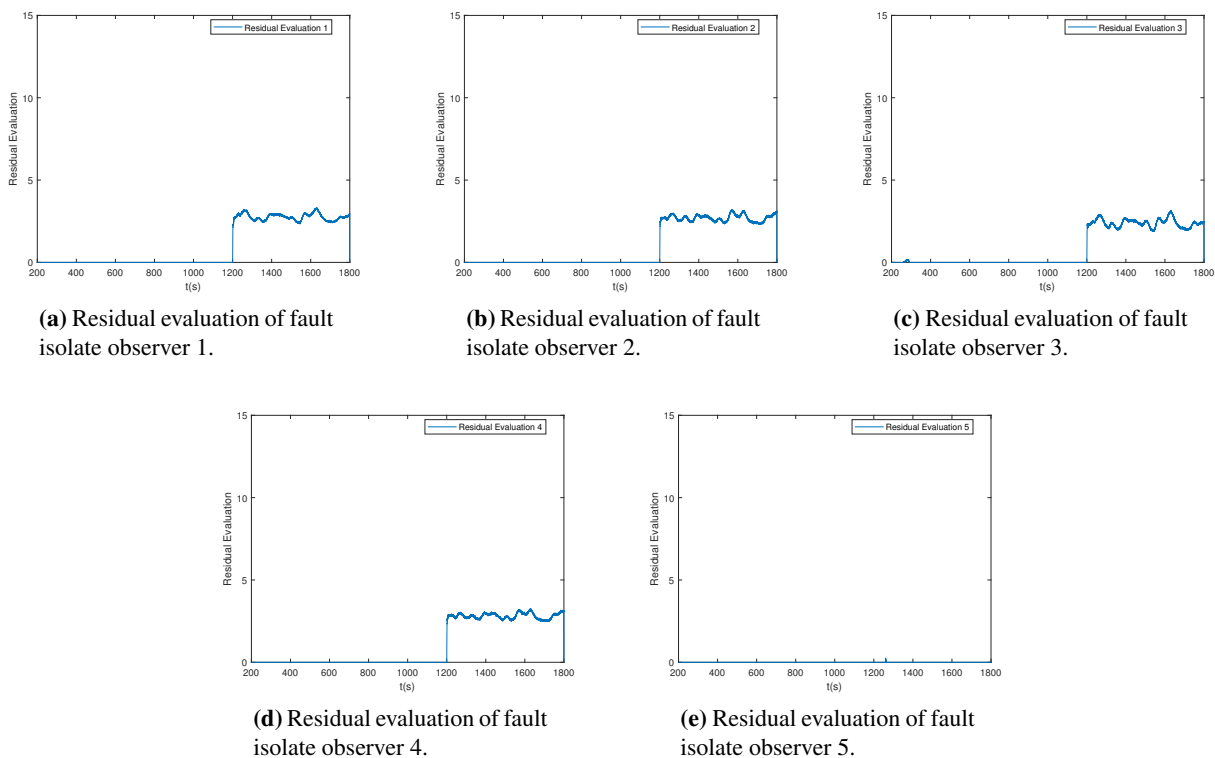 Residual Evaluation 1
15
10
5
0
Residual Evaluation
200 400 600 800 1000 1200 1400 1600 1800
t(s)
(a) Residual evaluation of fault
isolate observer 1.
Residual Evaluation 2
15
10
5
0
Residual Evaluation
200 400 600 800 1000 1200 1400 1600 1800
t(s)
(b) Residual evaluation of fault
isolate observer 2.
Residual Evaluation 3
15
10
5
0
Residual Evaluation
200 400 600 800 1000 1200 1400 1600 1800
t(s)
(c) Residual evaluation of fault
isolate observer 3.
Residual Evaluation 4
15
10
5
0
Residual Evaluation
200 400 600 800 1000 1200 1400 1600 1800
t(s)
(d) Residual evaluation of fault
isolate observer 4.
Residual Evaluation 5
15
10
5
0
Residual Evaluation
200 400 600 800 1000 1200 1400 1600 1800
t(s)
(e) Residual evaluation of fault
isolate observer 5.